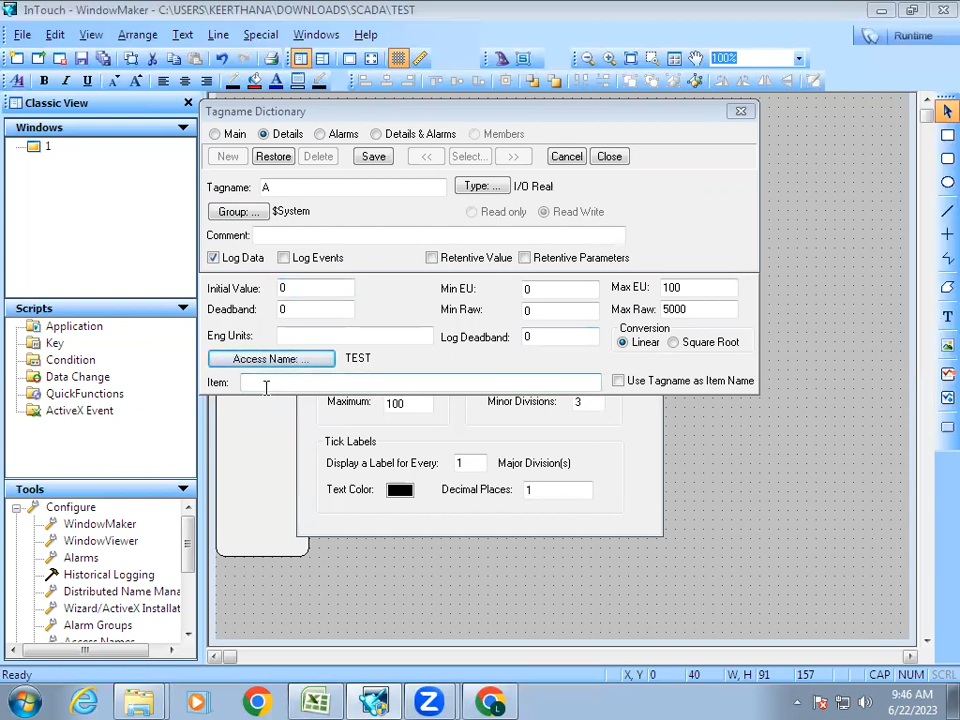 InTouch - WindowMaker - C:\USERS\KEERTHANA\DOWNLOADS\SCADA\TEST
File Edit View Arrange Text Line Special Windows Help
Runtime
100%
Classic View
Tagname Dictionary
Windows
1
Main Details Alarms Details & Alarms Members
New Restore Delete Save << Select... >> Cancel Close
Tagname: A Type: ... I/O Real
Group: ... $System Read only Read Write
Comment:
Log Data Log Events Retentive Value Retentive Parameters
Initial Value: 0 Min EU: 0 Max EU: 100
Deadband: 0 Min Raw: 0 Max Raw: 5000
Eng Units: Log Deadband: 0 Conversion
Linear Square Root
Access Name: ... TEST
Item: Use Tagname as Item Name
Scripts
Application
Key
Condition
Data Change
QuickFunctions
ActiveX Event
Maximum: 100 Minor Divisions: 3
Tick Labels
Display a Label for Every: 1 Major Division(s)
Text Color: Decimal Places: 1
Tools
Configure
WindowMaker
WindowViewer
Alarms
Historical Logging
Distributed Name Man
Wizard/ActiveX Installat
Alarm Groups
Access Names
Ready
X, Y 0 40 W, H 91 157 CAP NUM SCRL
9:46 AM
6/22/2023